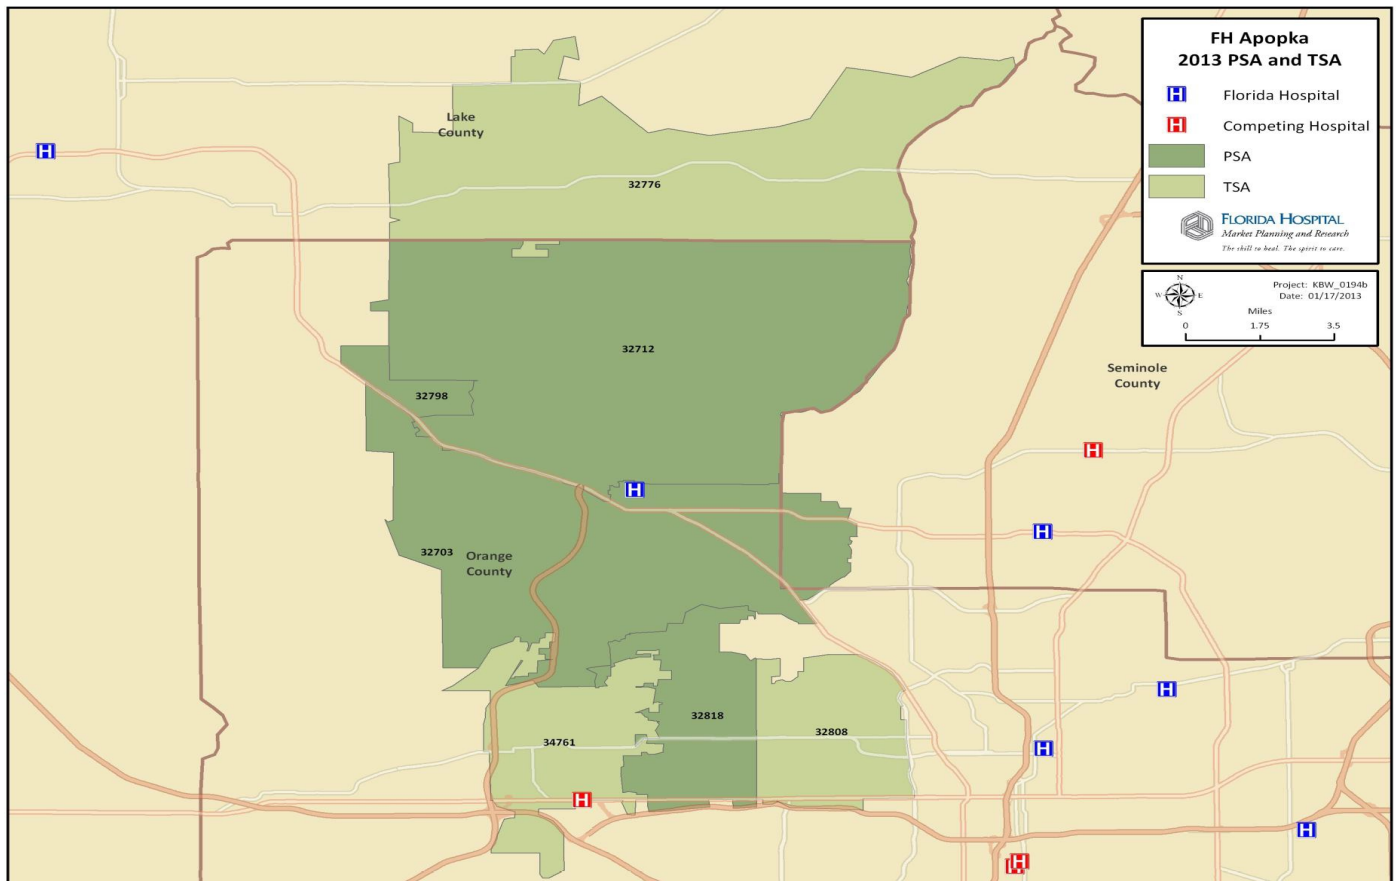 FH Apopka
2013 PSA and TSA
H Florida Hospital
H Competing Hospital
PSA
TSA
FLORIDA HOSPITAL
Market Planning and Research
The skill to heal. The spirit to care.
N
W E
S
Project: KBW_0194b
Date: 01/17/2013
Miles
0 1.75 3.5
Lake
County
H
32776
32712
Seminole
County
32798
H
H
H
32703
Orange
County
H
32818
32808
34761
H
H
H
H
H